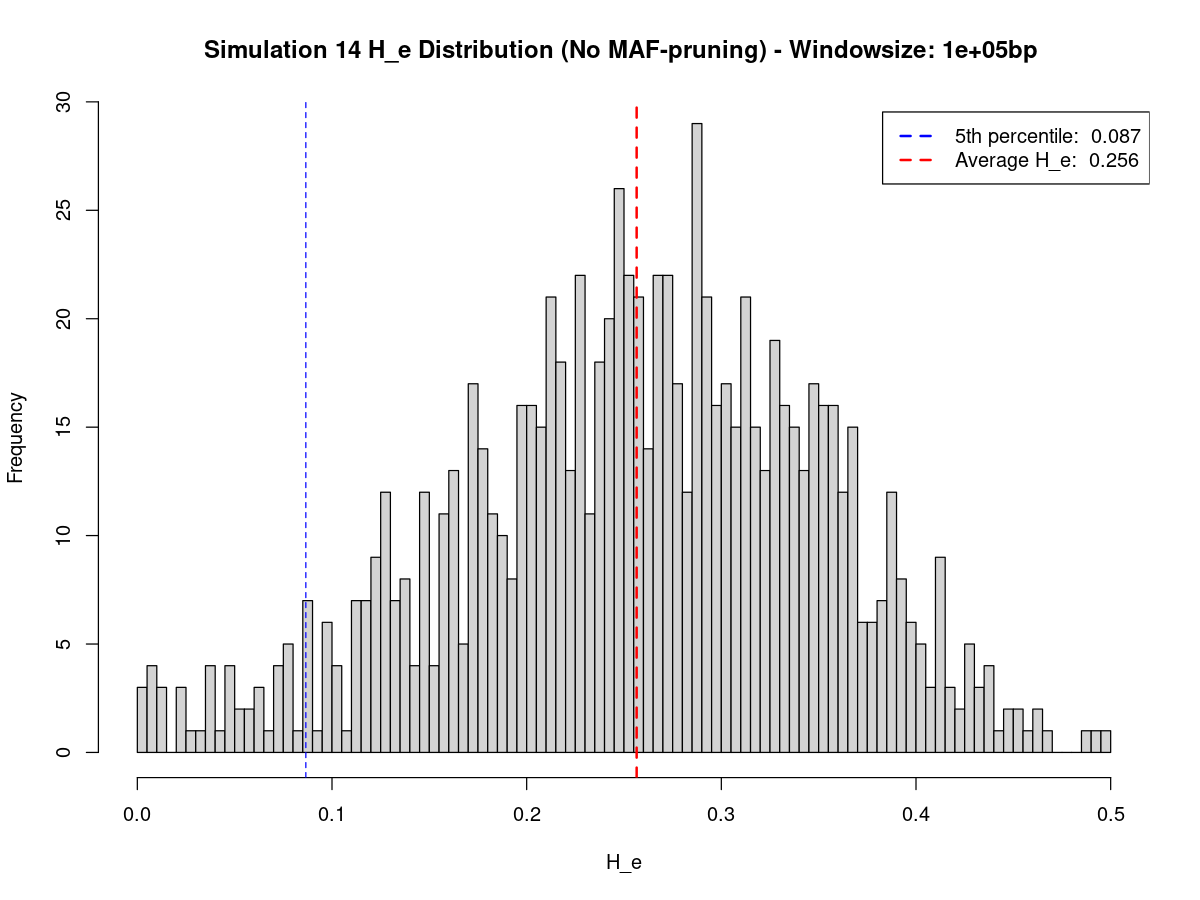 Simulation 14 H_e Distribution (No MAF-pruning) - Windowsize: 1e+05bp
5th percentile:  0.087
Average H_e:  0.256
Frequency
30
25
20
15
10
5
0
0.0 0.1 0.2 0.3 0.4 0.5
H_e